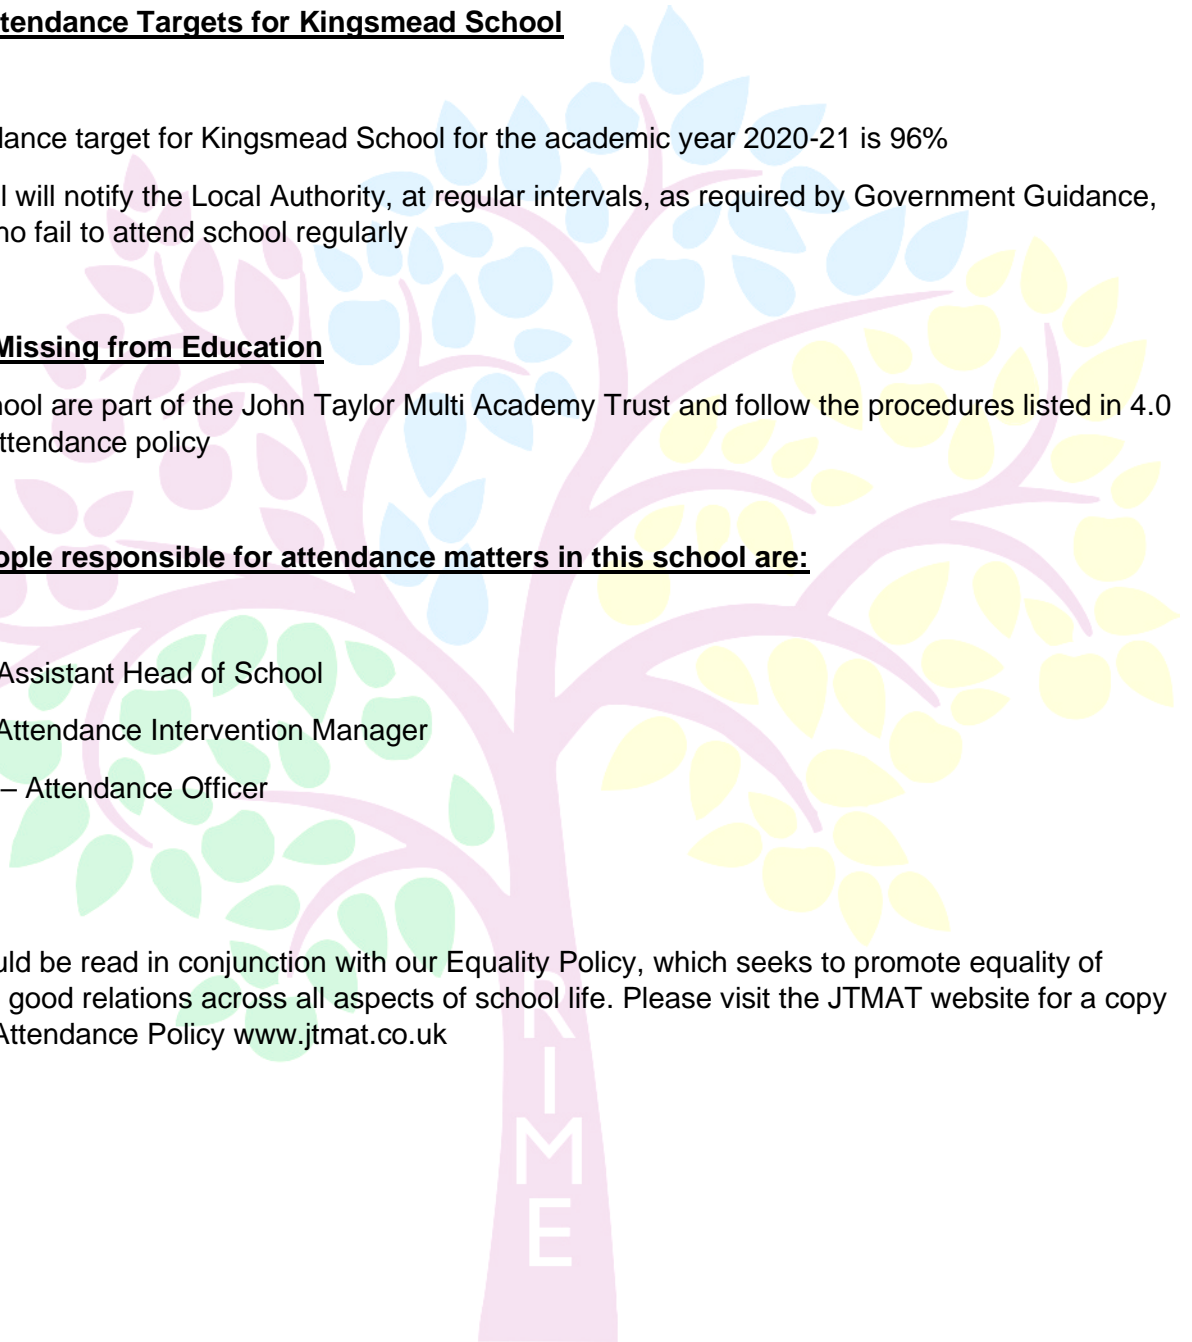 ttendance Targets for Kingsmead School
dance target for Kingsmead School for the academic year 2020-21 is 96%
l will notify the Local Authority, at regular intervals, as required by Government Guidance,
ho fail to attend school regularly
Missing from Education
hool are part of the John Taylor Multi Academy Trust and follow the procedures listed in 4.0
ttendance policy
ople responsible for attendance matters in this school are:
Assistant Head of School
Attendance Intervention Manager
– Attendance Officer
uld be read in conjunction with our Equality Policy, which seeks to promote equality of
good relations across all aspects of school life. Please visit the JTMAT website for a copy
Attendance Policy www.jtmat.co.uk
P
R
I
M
E